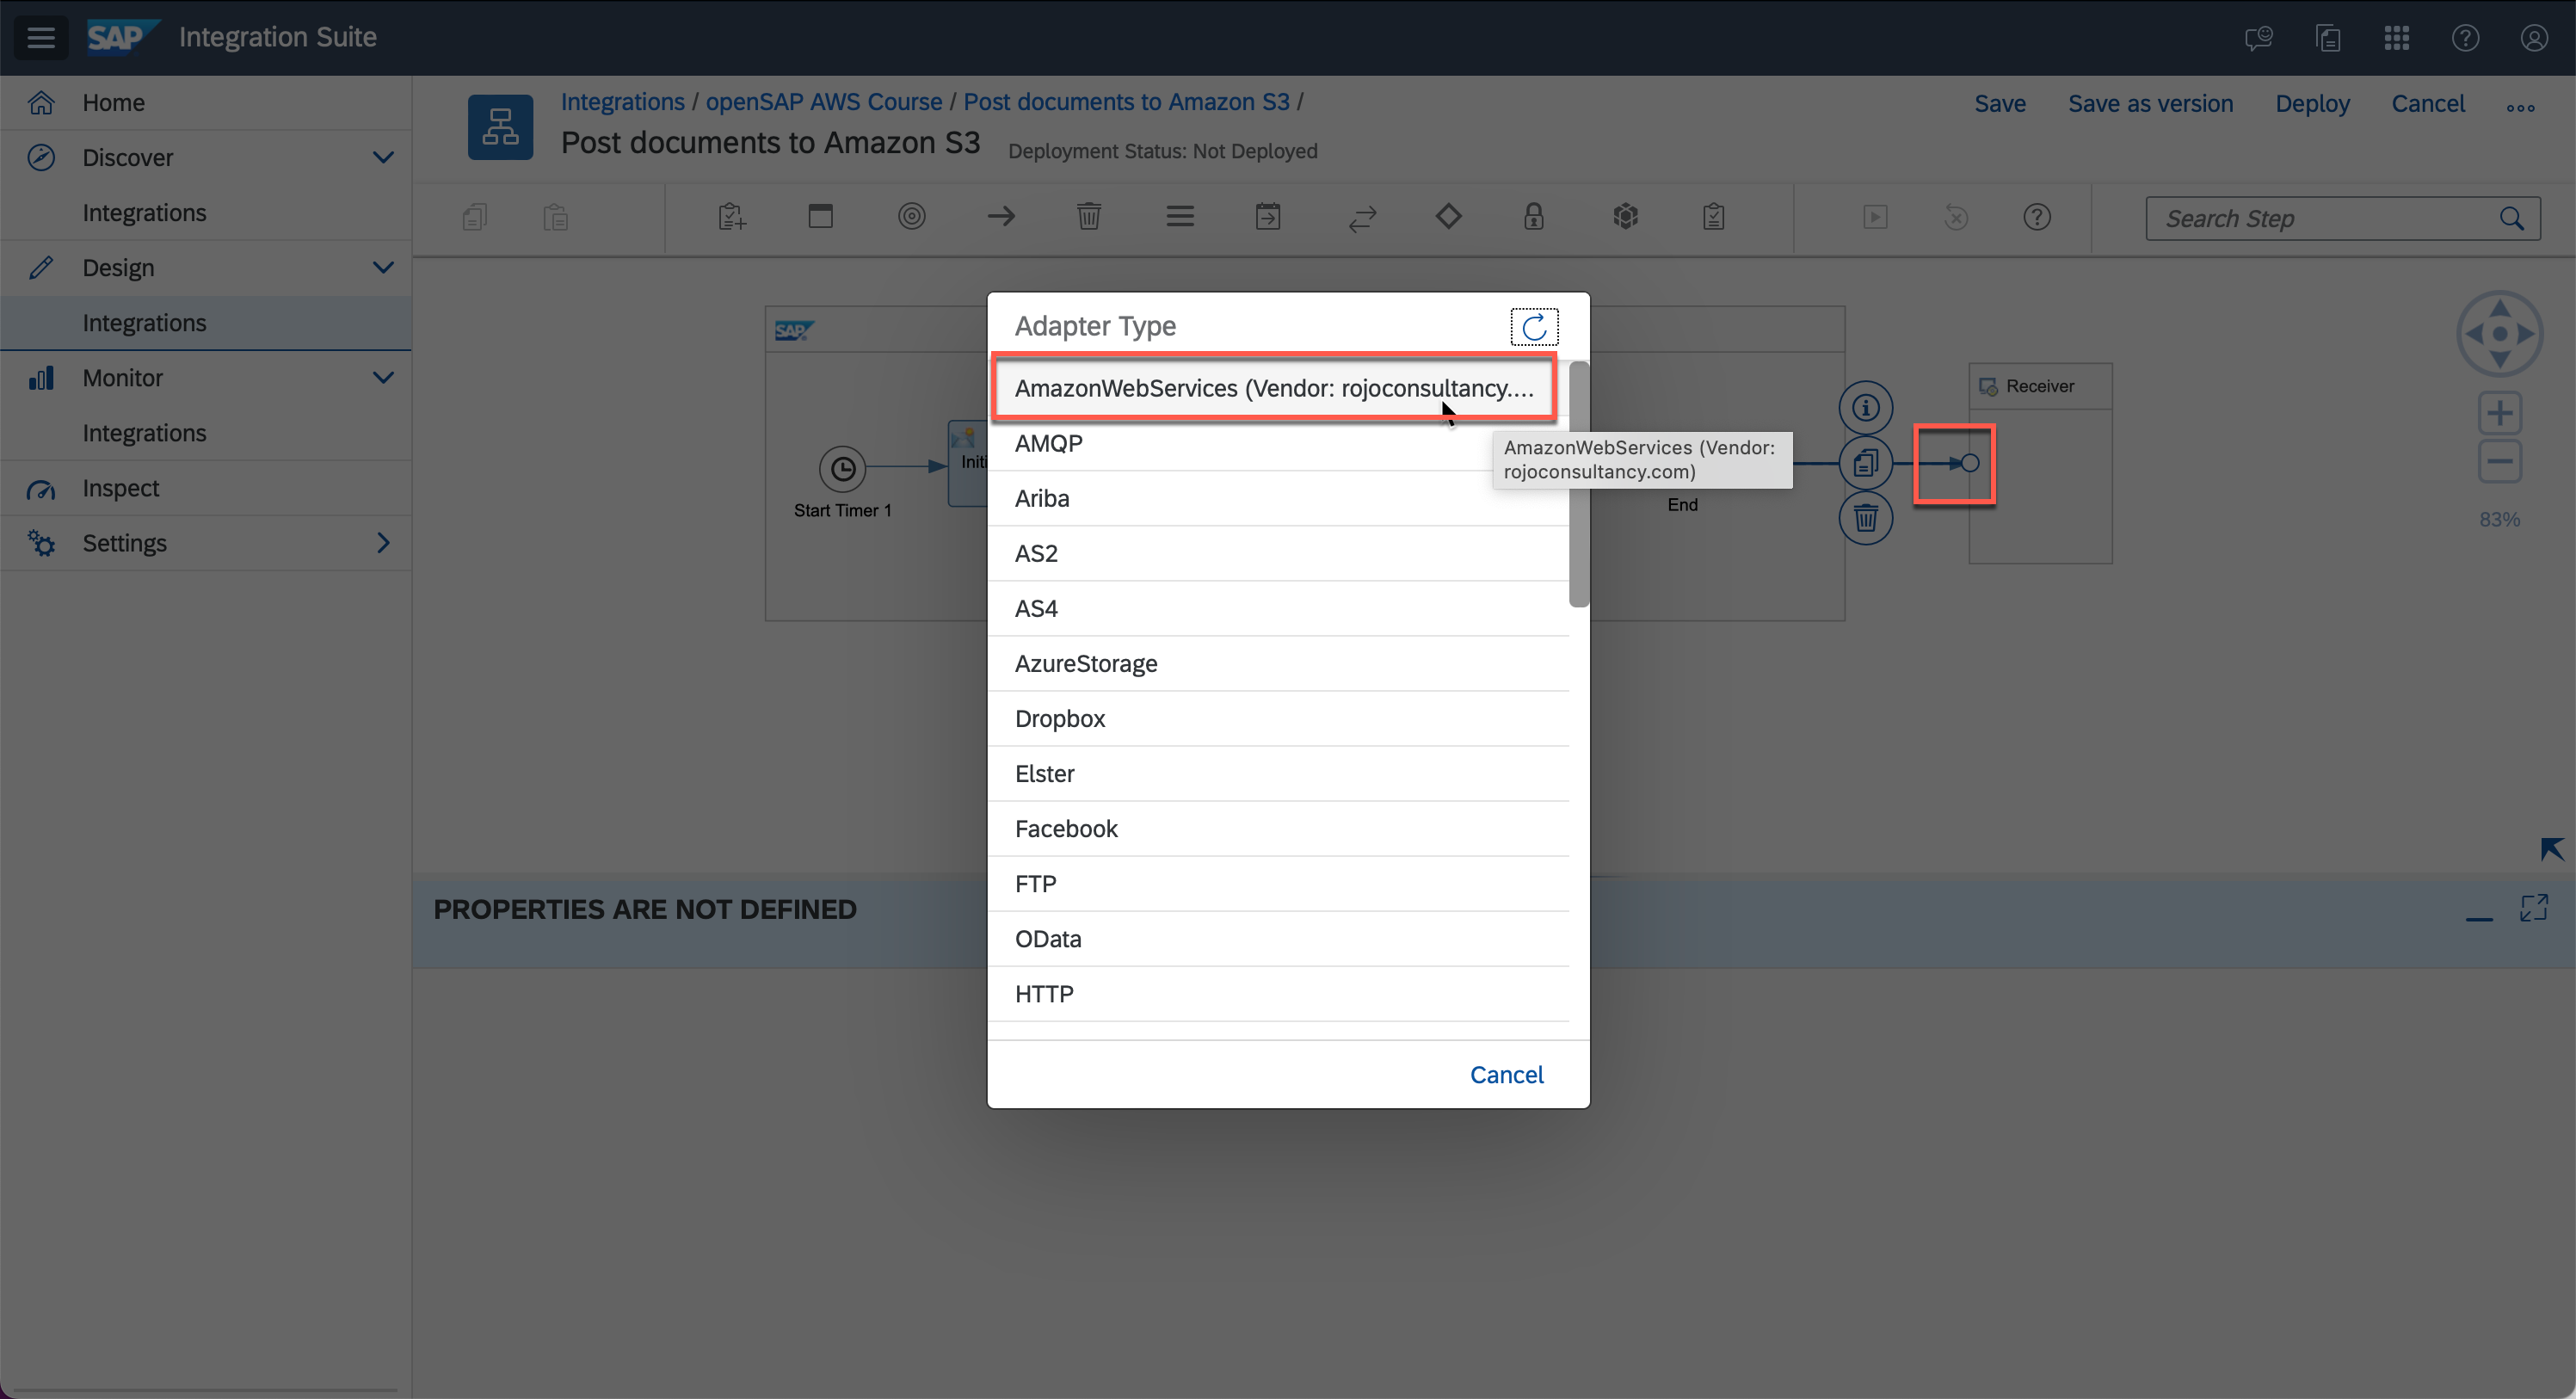 SAP Integration Suite
Home
Discover
Integrations
Design
Integrations
Monitor
Integrations
Inspect
Settings
Integrations / openSAP AWS Course / Post documents to Amazon S3 /
Post documents to Amazon S3
Deployment Status: Not Deployed
Save Save as version Deploy Cancel
Search Step
SAP
Start Timer 1
Initi
End
Receiver
83%
Adapter Type
AmazonWebServices (Vendor: rojoconsultancy....
AmazonWebServices (Vendor:
rojoconsultancy.com)
AMQP
Ariba
AS2
AS4
AzureStorage
Dropbox
Elster
Facebook
FTP
OData
HTTP
Cancel
PROPERTIES ARE NOT DEFINED